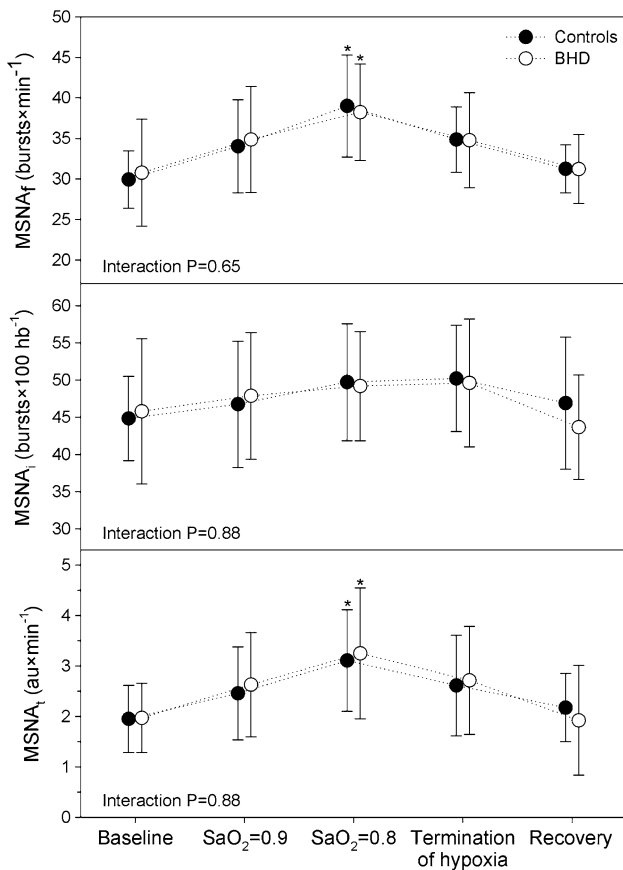 50
45
40
35
30
25
20
MSNAf (bursts×min⁻¹)
* *
Controls
BHD
Interaction P=0.65
60
55
50
45
40
35
30
MSNAᵢ (bursts×100 hb⁻¹)
Interaction P=0.88
5
4
3
2
1
0
MSNAₜ (au×min⁻¹)
* *
Interaction P=0.88
Baseline SaO₂=0.9 SaO₂=0.8 Termination Recovery
of hypoxia